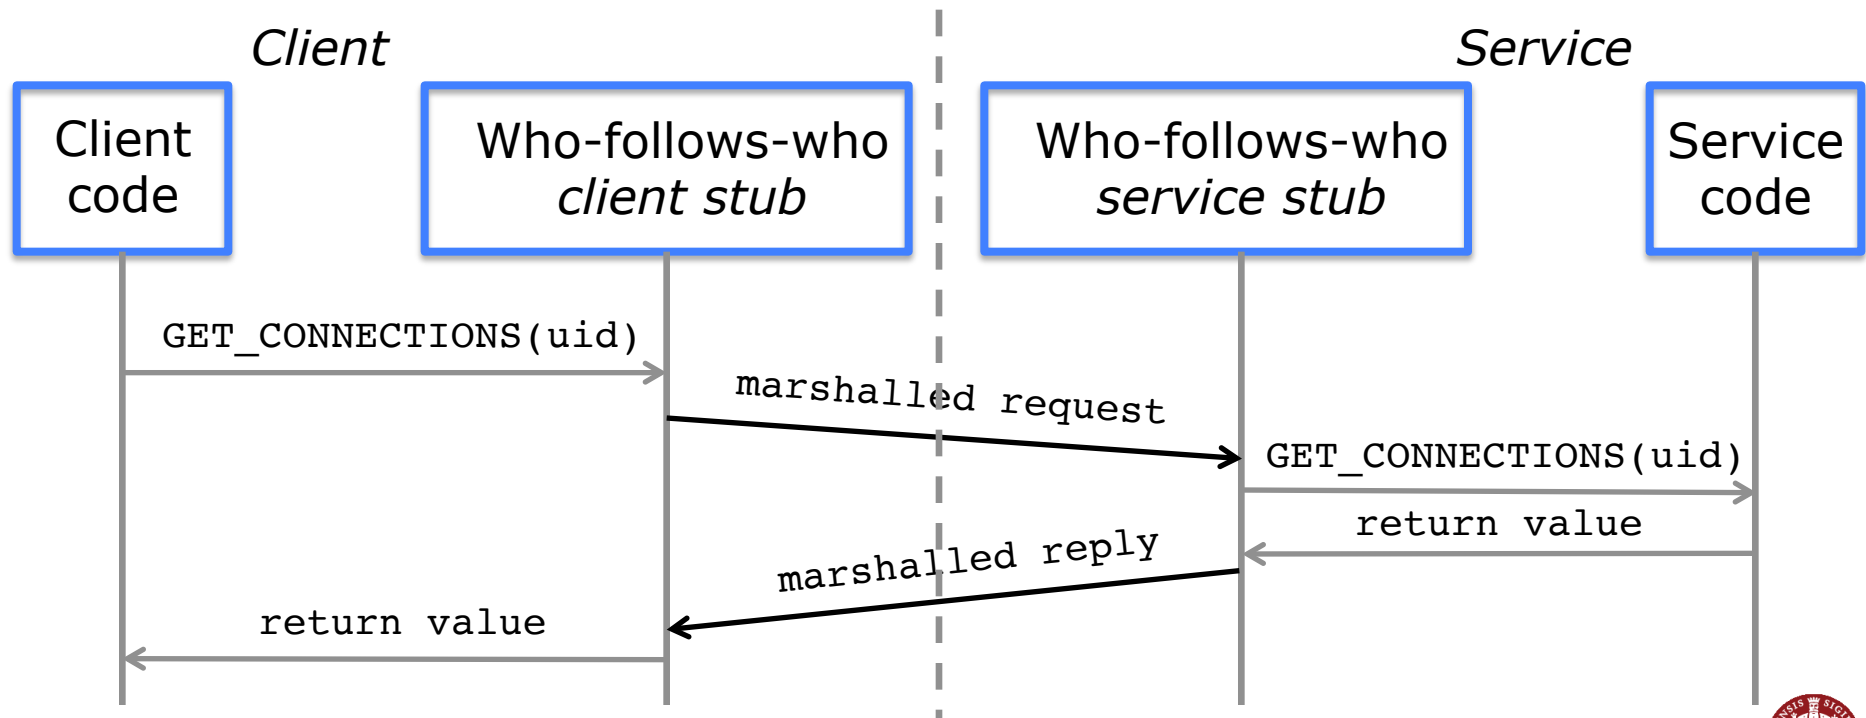 Client
Service
Client
code
Who-follows-who
client stub
Who-follows-who
service stub
Service
code
GET_CONNECTIONS(uid)
marshalled request
GET_CONNECTIONS(uid)
return value
marshalled reply
return value